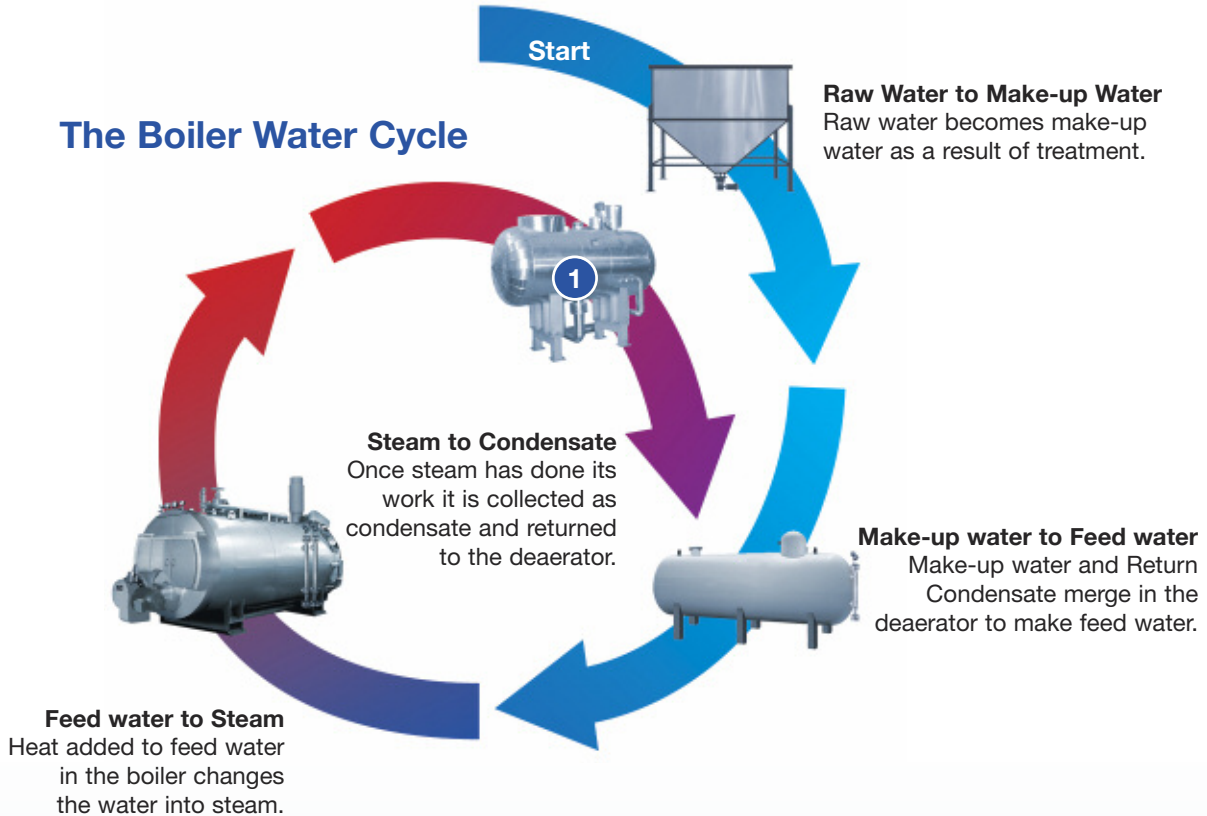 Start
The Boiler Water Cycle
Raw Water to Make-up Water
Raw water becomes make-up
water as a result of treatment.
1
Steam to Condensate
Once steam has done its
work it is collected as
condensate and returned
to the deaerator.
Make-up water to Feed water
Make-up water and Return
Condensate merge in the
deaerator to make feed water.
Feed water to Steam
Heat added to feed water
in the boiler changes
the water into steam.